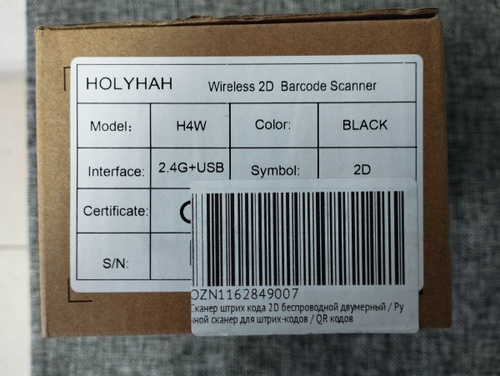 HOLYHAH Wireless 2D Barcode Scanner
Model: H4W Color: BLACK
Interface: 2.4G+USB Symbol: 2D
Certificate:
S/N:
OZN1162849007
Сканер штрих кода 2D беспроводной двумерный / Ру
чной сканер для штрих-кодов / QR кодов